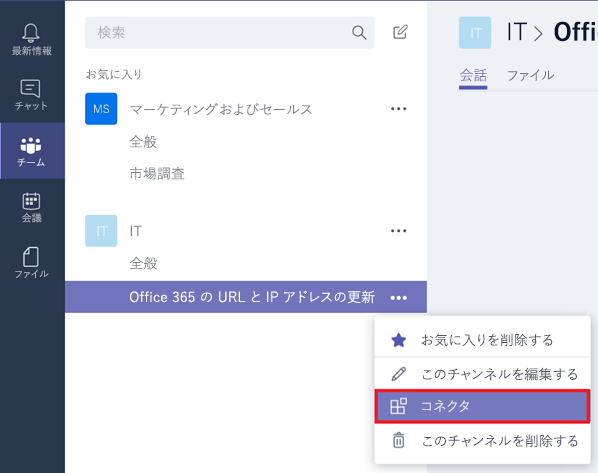 最新情報
チャット
チーム
会議
ファイル
検索
お気に入り
MS マーケティングおよびセールス
全般
市場調査
IT IT
全般
Office 365 の URL と IP アドレスの更新
IT IT > Offi
会話 ファイル
お気に入りを削除する
このチャンネルを編集する
コネクタ
このチャンネルを削除する